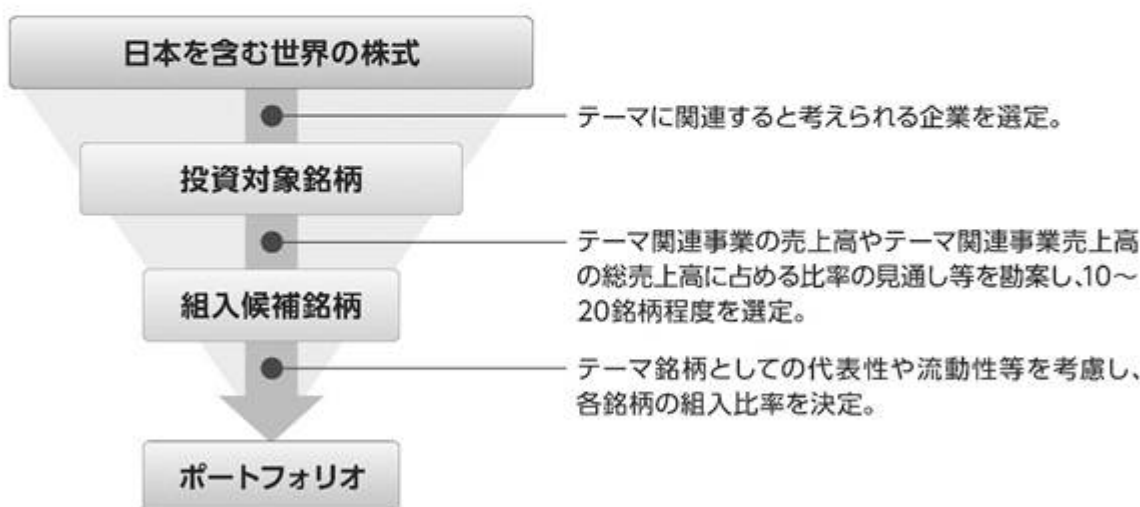 日本を含む世界の株式
テーマに関連すると考えられる企業を選定。
投資対象銘柄
テーマ関連事業の売上高やテーマ関連事業売上高
の総売上高に占める比率の見通し等を勘案し、10～
20銘柄程度を選定。
組入候補銘柄
テーマ銘柄としての代表性や流動性等を考慮し、
各銘柄の組入比率を決定。
ポートフォリオ